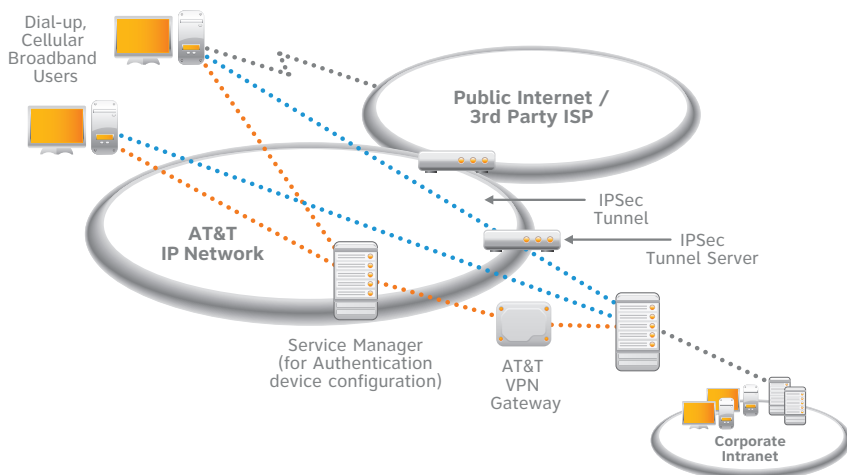 Dial-up,
Cellular
Broadband
Users
Public Internet /
3rd Party ISP
IPSec
Tunnel
AT&T
IP Network
IPSec
Tunnel Server
Service Manager
(for Authentication
device configuration)
AT&T
VPN
Gateway
Corporate
Intranet